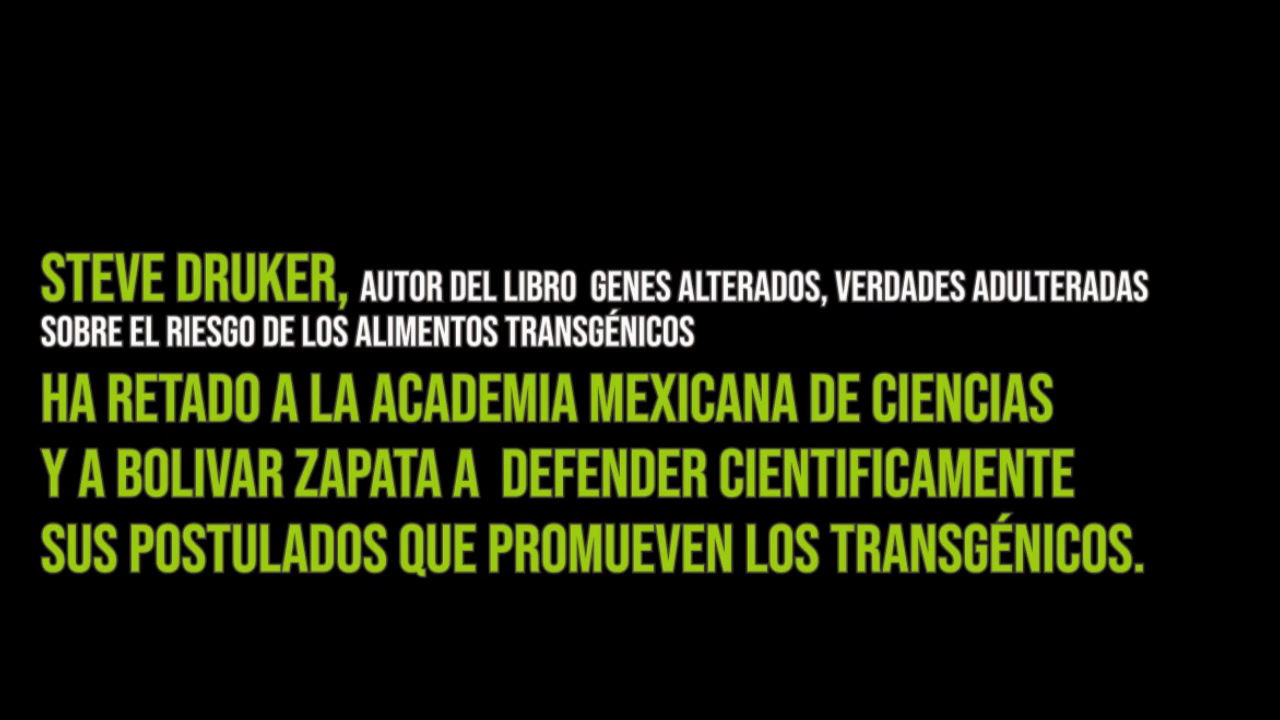 STEVE DRUKER, AUTOR DEL LIBRO GENES ALTERADOS, VERDADES ADULTERADAS
SOBRE EL RIESGO DE LOS ALIMENTOS TRANSGÉNICOS
HA RETADO A LA ACADEMIA MEXICANA DE CIENCIAS
Y A BOLIVAR ZAPATA A DEFENDER CIENTIFICAMENTE
SUS POSTULADOS QUE PROMUEVEN LOS TRANSGÉNICOS.